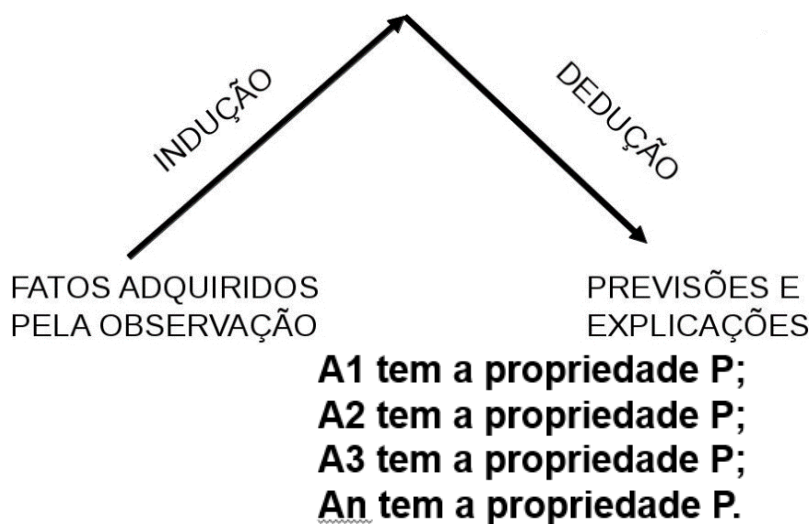 INDUÇÃO
DEDUÇÃO
FATOS ADQUIRIDOS
PELA OBSERVAÇÃO
PREVISÕES E
EXPLICAÇÕES
A1 tem a propriedade P;
A2 tem a propriedade P;
A3 tem a propriedade P;
An tem a propriedade P.